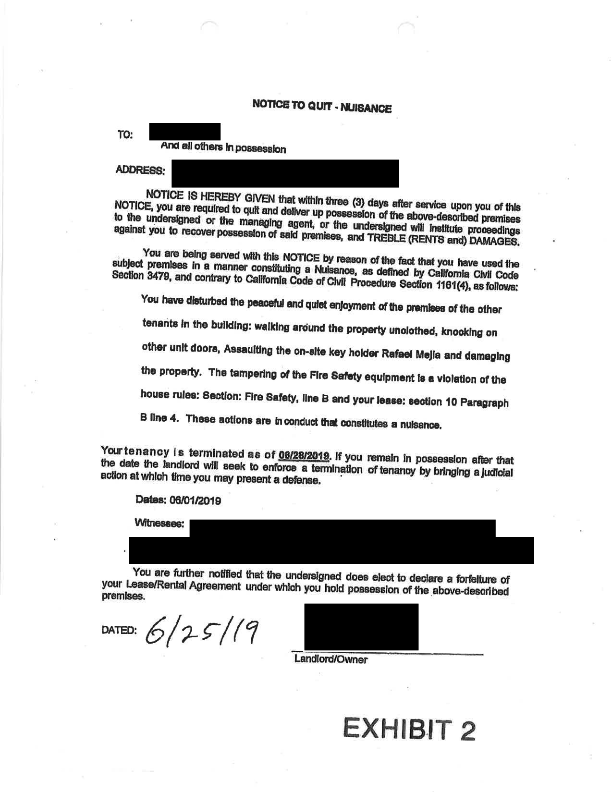 NOTICE TO QUIT - NUISANCE
TO:
And all others in possession
ADDRESS:
NOTICE IS HEREBY GIVEN that within three (3) days after service upon you of this
NOTICE, you are required to quit and deliver up possession of the above-described premises
to the undersigned or the managing agent, or the undersigned will institute proceedings
against you to recover possession of said premises, and TREBLE (RENTS and) DAMAGES.
You are being served with this NOTICE by reason of the fact that you have used the
subject premises in a manner constituting a Nuisance, as defined by California Civil Code
Section 3479, and contrary to California Code of Civil Procedure Section 1161(4), as follows:
You have disturbed the peaceful and quiet enjoyment of the premises of the other
tenants in the building: walking around the property unclothed, knocking on
other unit doors, Assaulting the on-site key holder Rafael Mejia and damaging
the property. The tampering of the Fire Safety equipment is a violation of the
house rules: Section: Fire Safety, line B and your lease: section 10 Paragraph
B line 4. These actions are in conduct that constitutes a nuisance.
Your tenancy is terminated as of 06/28/2019. If you remain in possession after that
the date the landlord will seek to enforce a termination of tenancy by bringing a judicial
action at which time you may present a defense.
Dates: 06/01/2019
Witnesses:
You are further notified that the undersigned does elect to declare a forfeiture of
your Lease/Rental Agreement under which you hold possession of the above-described
premises.
DATED: 6/25/19
Landlord/Owner
EXHIBIT 2